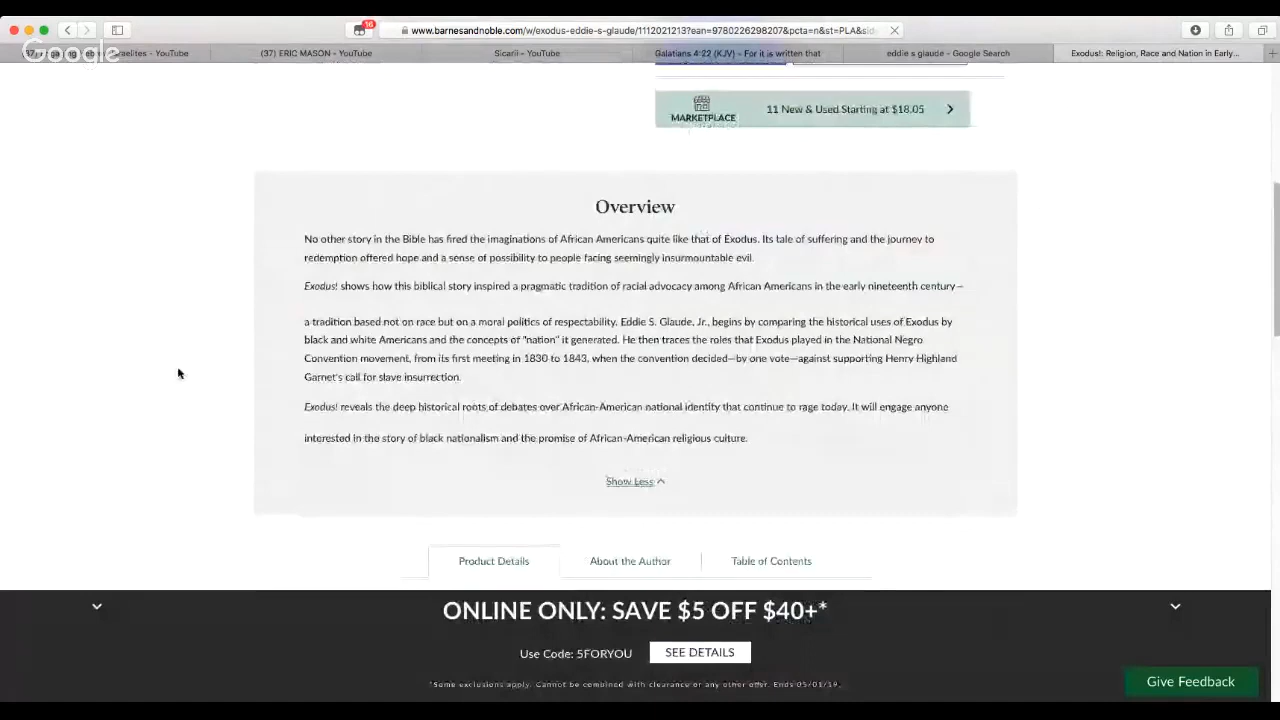 16
www.barnesandnoble.com/w/exodus-eddie-s-glaude/1112021213?ean=9780226298207&pcta=n&st=PLA&sid
Google
raelites - YouTube
(37) ERIC MASON - YouTube
Sicarii - YouTube
Galatians 4:22 (KJV) - For it is written that
eddie s glaude - Google Search
Exodus!: Religion, Race and Nation in Early...
MARKETPLACE
11 New & Used Starting at $18.05
Overview
No other story in the Bible has fired the imaginations of African Americans quite like that of Exodus. Its tale of suffering and the journey to
redemption offered hope and a sense of possibility to people facing seemingly insurmountable evil.
Exodus! shows how this biblical story inspired a pragmatic tradition of racial advocacy among African Americans in the early nineteenth century—
a tradition based not on race but on a moral politics of respectability. Eddie S. Glaude, Jr., begins by comparing the historical uses of Exodus by
black and white Americans and the concepts of "nation" it generated. He then traces the roles that Exodus played in the National Negro
Convention movement, from its first meeting in 1830 to 1843, when the convention decided—by one vote—against supporting Henry Highland
Garnet's call for slave insurrection.
Exodus! reveals the deep historical roots of debates over African-American national identity that continue to rage today. It will engage anyone
interested in the story of black nationalism and the promise of African-American religious culture.
Show Less
Product Details
About the Author
Table of Contents
ONLINE ONLY: SAVE $5 OFF $40+*
Use Code: 5FORYOU
SEE DETAILS
*Some exclusions apply. Cannot be combined with clearance or any other offer. Ends 05/01/19.
Give Feedback